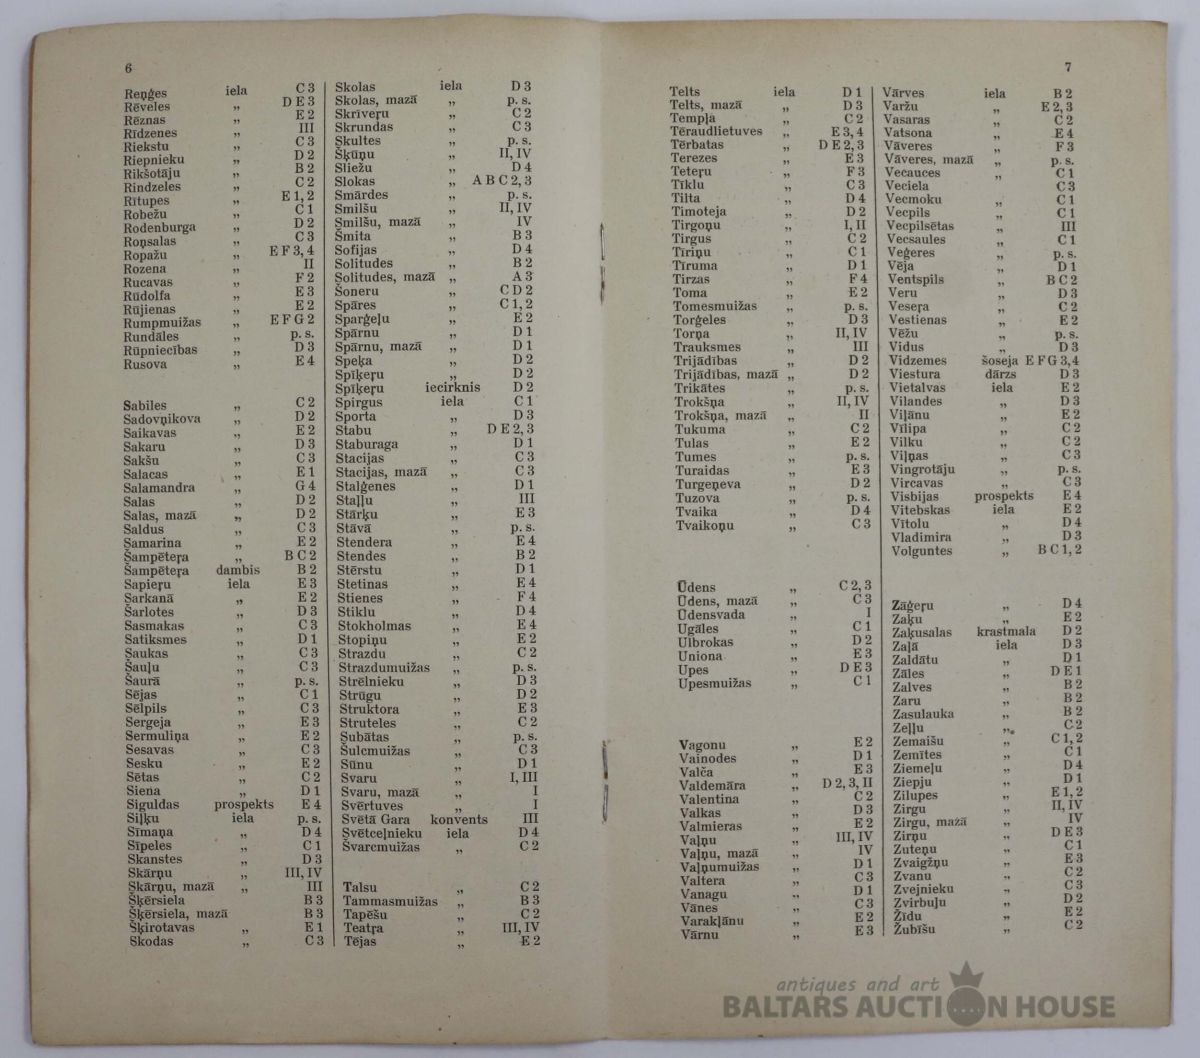 6
Reņģes iela C 3
Rēveles „ D E 3
Rēznas „ E 2
Rīdzenes „ III
Riekstu „ C 3
Riepnieku „ D 2
Rikšotāju „ B 2
Rindzeles „ C 2
Rītupes „ E 1, 2
Robežu „ C 1
Rodenburga „ D 2
Roņsalas „ C 3
Ropažu „ E F 3, 4
Rozena „ II
Rucavas „ F 2
Rūdolfa „ E 3
Rūjienas „ E 2
Rumpmuižas „ E F G 2
Rundāles „ p. s.
Rūpniecības „ D 3
Rusova „ E 4
Sabiles „ C 2
Sadovņikova „ D 2
Saikavas „ E 2
Sakaru „ D 3
Sakšu „ C 3
Salacas „ E 1
Salamandra „ G 4
Salas „ D 2
Salas, mazā „ D 2
Saldus „ C 3
Samarina „ E 2
Šampēteŗa „ B C 2
Šampēteŗa dambis B 2
Sapieŗu iela E 3
Sarkanā „ E 2
Šarlotes „ D 3
Sasmakas „ C 3
Satiksmes „ D 1
Saukas „ C 3
Šauļu „ C 3
Šaurā „ p. s.
Sējas „ C 1
Sēlpils „ C 3
Sergeja „ E 3
Sermuliņa „ E 2
Sesavas „ C 3
Sesku „ E 2
Sētas „ C 2
Siena „ D 1
Siguldas prospekts E 4
Siļķu iela p. s.
Sīmaņa „ D 4
Sīpeles „ C 1
Skanstes „ D 3
Skārņu „ III, IV
Skārņu, mazā „ III
Šķērsiela B 3
Šķērsiela, mazā B 3
Šķirotavas „ E 1
Skodas „ C 3
Skolas iela D 3
Skolas, mazā „ p. s.
Skrīveŗu „ C 2
Skrundas „ C 3
Skultes „ p. s.
Šķūņu „ II, IV
Sliežu „ D 4
Slokas „ A B C 2, 3
Smārdes „ p. s.
Smilšu „ II, IV
Smilšu, mazā „ IV
Šmita „ B 3
Sofijas „ D 4
Solitudes „ B 2
Solitudes, mazā „ A 3
Šoneru „ C D 2
Spāres „ C 1, 2
Sparģeļu „ E 2
Spārnu „ D 1
Spārnu, mazā „ D 1
Speķa „ D 2
Spīķeŗu „ D 2
Spīķeŗu iecirknis D 2
Spirgus iela C 1
Sporta „ D 3
Stabu „ D E 2, 3
Staburaga „ D 1
Stacijas „ C 3
Stacijas, mazā „ C 3
Stalģenes „ D 1
Staļļu „ III
Stārķu „ E 3
Stāvā „ p. s.
Stendera „ E 4
Stendes „ B 2
Stērstu „ D 1
Stetinas „ E 4
Stienes „ F 4
Stiklu „ D 4
Stokholmas „ E 4
Stopiņu „ E 2
Strazdu „ C 2
Strazdumuižas „ p. s.
Strēlnieku „ D 3
Strūgu „ D 2
Struktora „ E 3
Struteles „ C 2
Subātas „ p. s.
Šulcmuižas „ C 3
Sūnu „ D 1
Svaru „ I, III
Svaru, mazā „ I
Svērtuves „ I
Svētā Gara konvents III
Svētceļnieku iela D 4
Švarcmuižas „ C 2
Talsu „ C 2
Tammasmuižas „ B 3
Tapešu „ C 2
Teatŗa „ III, IV
Tējas „ E 2
7
Telts iela D 1
Telts, mazā „ D 3
Templa „ C 2
Tēraudlietuves „ E 3, 4
Tērbatas „ D E 2, 3
Terezes „ E 3
Teteŗu „ F 3
Tīklu „ C 3
Tilta „ D 4
Timoteja „ D 2
Tirgoņu „ I, II
Tirgus „ C 2
Tīriņu „ C 1
Tīruma „ D 1
Tirzas „ F 4
Toma „ E 2
Tomesmuižas „ p. s.
Torģeles „ D 3
Torņa „ II, IV
Trauksmes „ III
Trijādības „ D 2
Trijādības, mazā „ D 2
Trikātes „ p. s.
Trokšņa „ II, IV
Trokšņa, mazā „ II
Tukuma „ C 2
Tulas „ E 2
Tumes „ p. s.
Turaidas „ E 3
Turgeņeva „ D 2
Tuzova „ p. s.
Tvaika „ D 4
Tvaikoņu „ C 3
Ūdens „ C 2, 3
Ūdens, mazā „ C 3
Ūdensvada „ I
Ugāles „ C 1
Ulbrokas „ D 2
Uniona „ E 3
Upes „ D E 3
Upesmuižas „ C 1
Vagonu „ E 2
Vainodes „ D 1
Valča „ E 3
Valdemāra „ D 2, 3, II
Valentina „ C 2
Valkas „ D 3
Valmieras „ E 2
Vaļņu „ III, IV
Vaļņu, mazā „ IV
Vaļņumuižas „ D 1
Valtera „ C 3
Vanagu „ D 1
Vānes „ C 3
Varakļānu „ E 2
Vārnu „ E 3
Vārves iela B 2
Varžu „ E 2, 3
Vasaras „ C 2
Vatsona „ E 4
Vāveres „ F 3
Vāveres, mazā „ p. s.
Vecauces „ C 1
Veciela C 3
Vecmoku „ C 1
Vecpils „ C 1
Vecpilsētas „ III
Vecsaules „ C 1
Veģeres „ p. s.
Vēja „ D 1
Ventspils „ B C 2
Veru „ D 3
Veseŗa „ C 2
Vestienas „ E 2
Vēžu „ p. s.
Vidus „ D 3
Vidzemes šoseja E F G 3, 4
Viestura dārzs D 3
Vietalvas iela E 2
Vilandes „ D 3
Viļānu „ E 2
Vīlipa „ C 2
Vilku „ C 2
Viļņas „ C 3
Vingrotāju „ p. s.
Vircavas „ C 3
Visbijas prospekts E 4
Vitebskas iela E 2
Vītolu „ D 4
Vladimira „ D 3
Volguntes „ B C 1, 2
Zāģeŗu „ D 4
Zaķu „ E 2
Zaķusalas krastmala D 2
Zaļā iela D 3
Zaldātu „ D 1
Zāles „ D E 1
Zalves „ B 2
Zaru „ B 2
Zasulauka „ B 2
Zeļļu „ C 2
Zemaišu „ C 1, 2
Zemītes „ C 1
Ziemeļu „ D 4
Ziepju „ D 1
Zilupes „ E 1, 2
Zirgu „ II, IV
Zirgu, mazā „ IV
Zirņu „ D E 3
Zuteņu „ C 1
Zvaigžņu „ E 3
Zvanu „ C 2
Zvejnieku „ C 3
Zvirbuļu „ D 2
Žīdu „ E 2
Žubīšu „ C 2
antiques and art
BALTARS AUCTION HOUSE